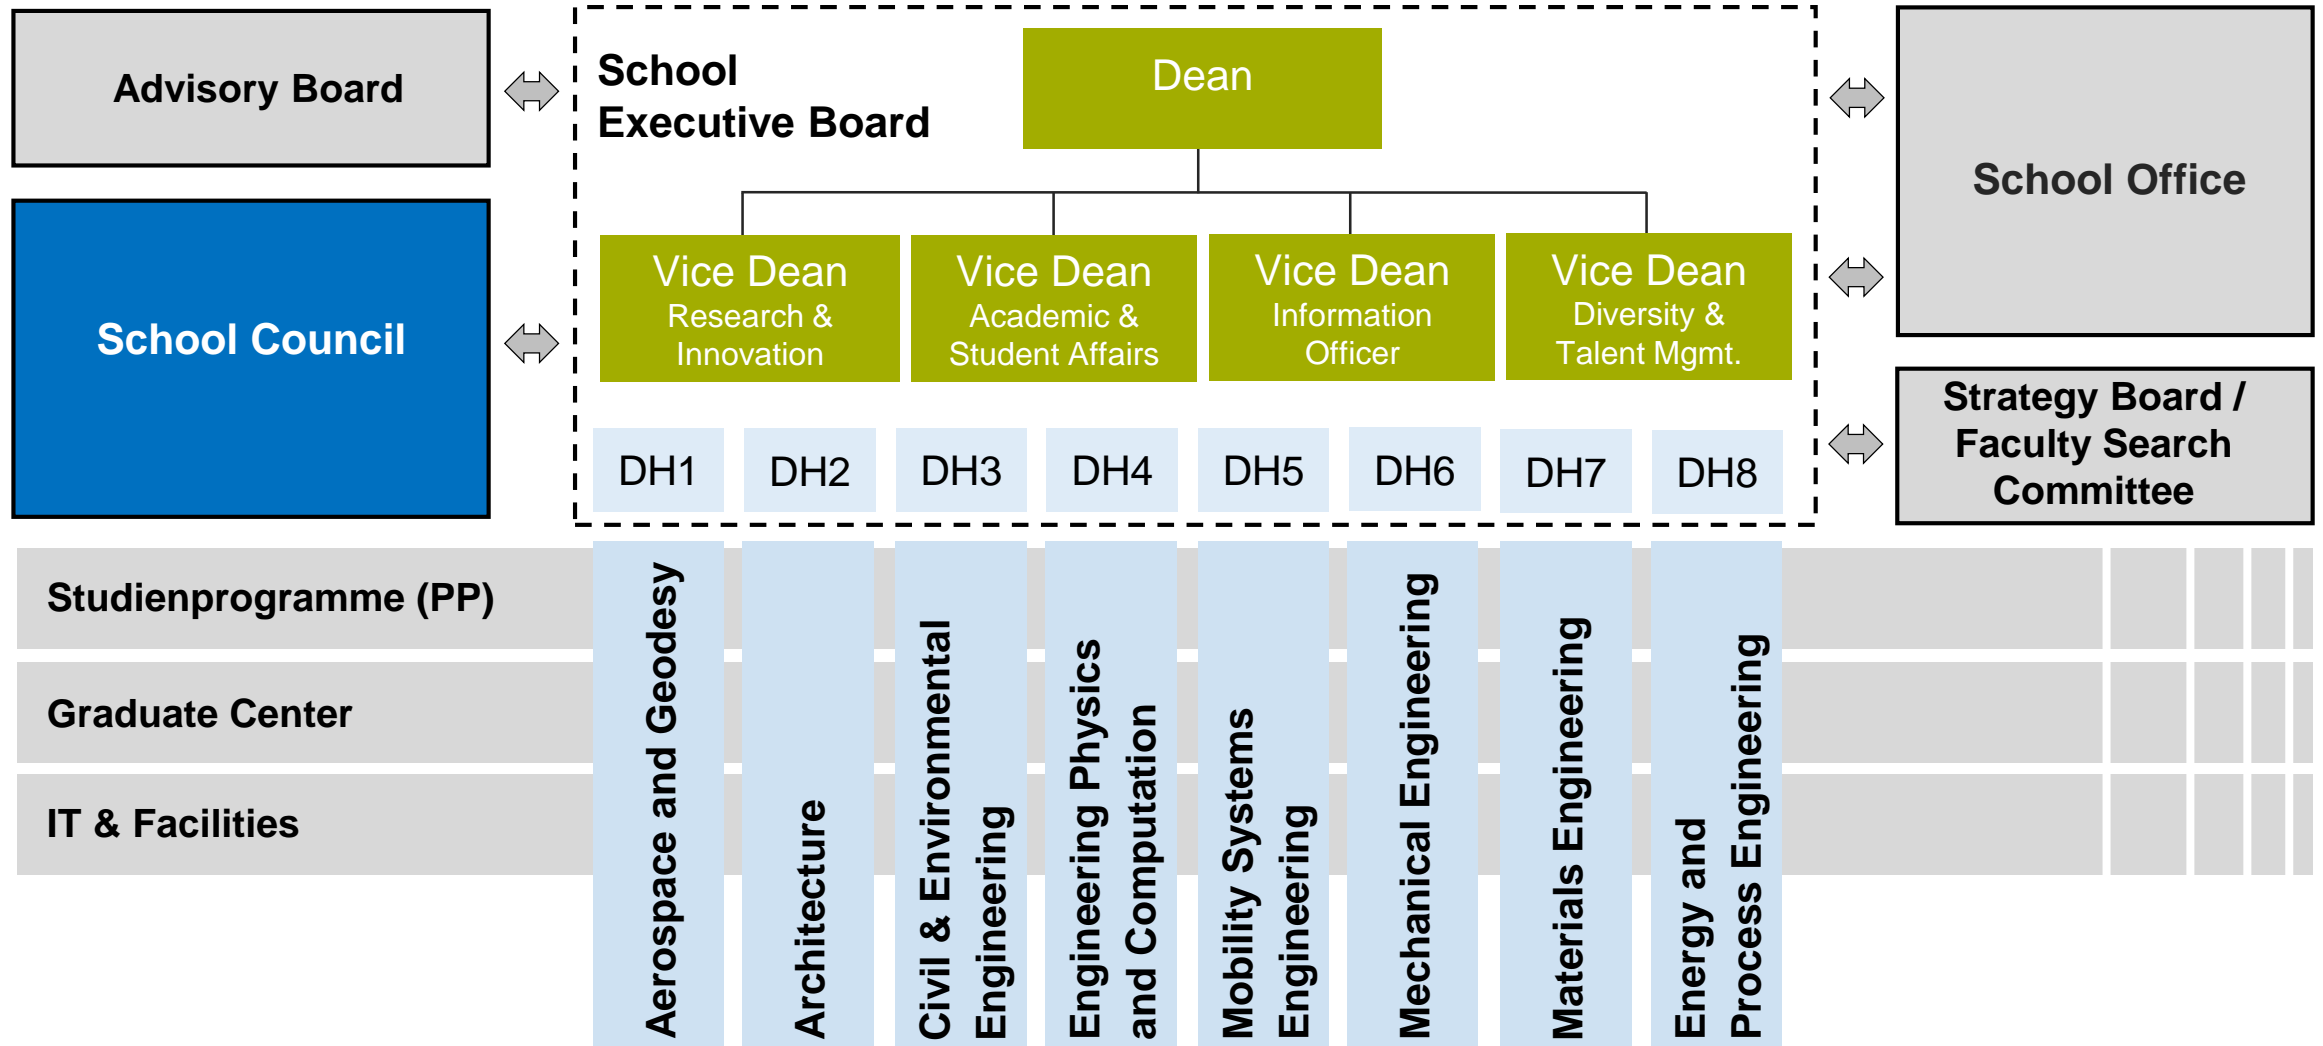 Advisory Board
School Council
School
Executive Board
Dean
Vice Dean
Research &
Innovation
Vice Dean
Academic &
Student Affairs
Vice Dean
Information
Officer
Vice Dean
Diversity &
Talent Mgmt.
School Office
Strategy Board /
Faculty Search
Committee
DH1
DH2
DH3
DH4
DH5
DH6
DH7
DH8
Studienprogramme (PP)
Graduate Center
IT & Facilities
Aerospace and Geodesy
Architecture
Civil & Environmental
Engineering
Engineering Physics
and Computation
Mobility Systems
Engineering
Mechanical Engineering
Materials Engineering
Energy and
Process Engineering